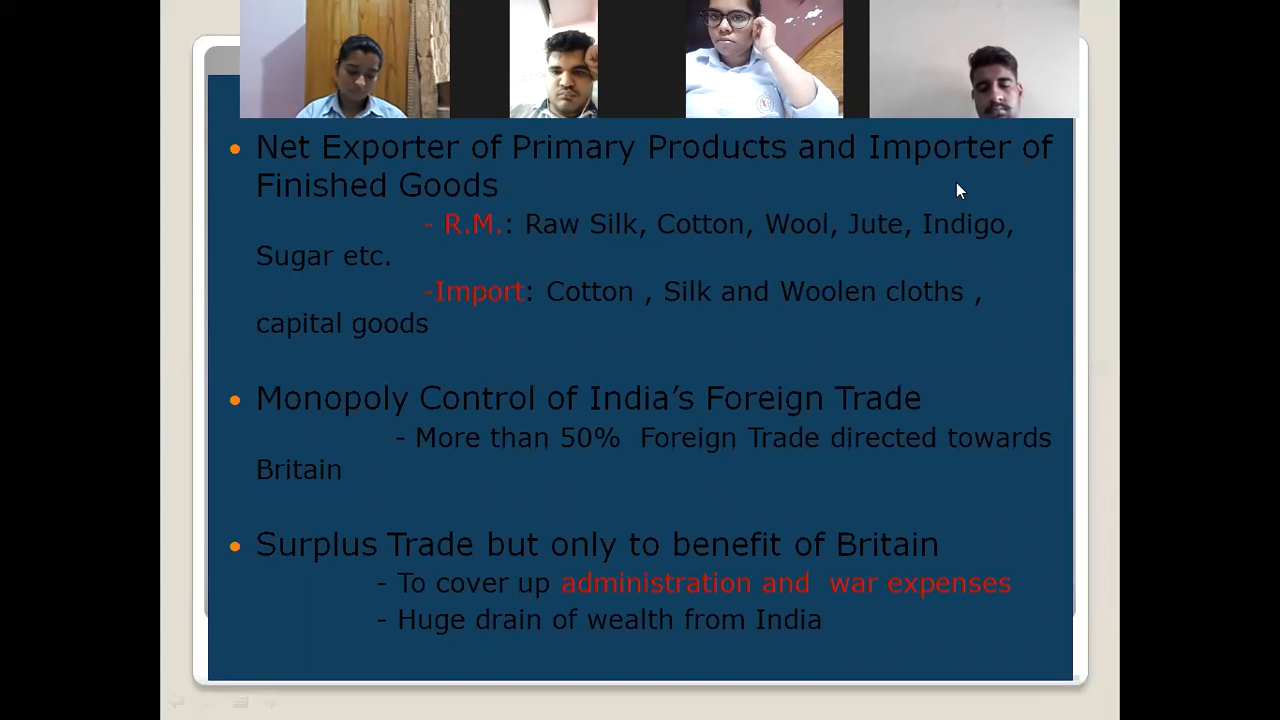 • Net Exporter of Primary Products and Importer of
Finished Goods
- R.M.: Raw Silk, Cotton, Wool, Jute, Indigo,
Sugar etc.
-Import: Cotton , Silk and Woolen cloths ,
capital goods
• Monopoly Control of India’s Foreign Trade
- More than 50%  Foreign Trade directed towards
Britain
• Surplus Trade but only to benefit of Britain
- To cover up administration and  war expenses
- Huge drain of wealth from India